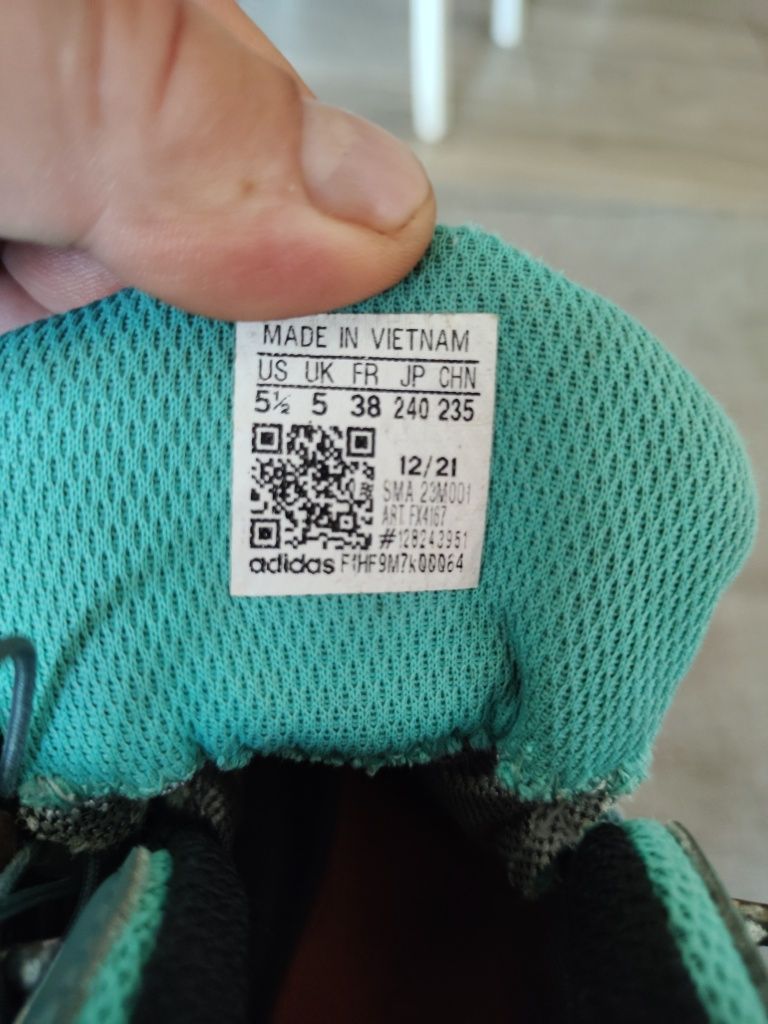 MADE IN VIETNAM
US UK FR JP CHN
5½ 5 38 240 235
12/21
SMA 23M001
ART. FX4167
#128243951
adidas F1HF9M7K00064